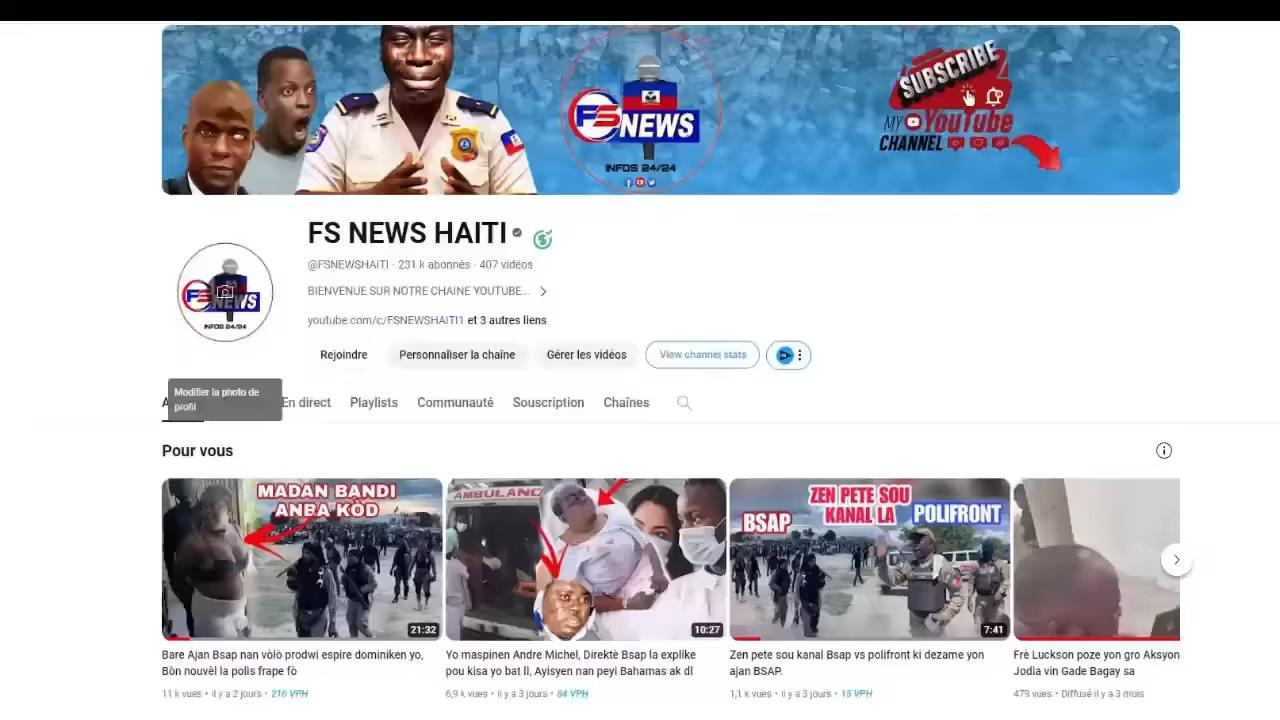 SUBSCRIBE
FS NEWS
MY YouTube
CHANNEL
INFOS 24/24
FS NEWS HAITI
@FSNEWSHAITI · 231 k abonnés · 407 vidéos
BIENVENUE SUR NOTRE CHAINE YOUTUBE...
FS NEWS
INFOS 24/24
youtube.com/c/FSNEWSHAITI1 et 3 autres liens
Rejoindre
Personnaliser la chaîne
Gérer les vidéos
View channel stats
Modifier la photo de
profil
En direct
Playlists
Communauté
Souscription
Chaînes
Pour vous
MADAN BANDI
ANBA KÒD
21:32
AMBULANC
10:27
ZEN PETE SOU
KANAL LA
BSAP
POLIFRONT
7:41
Bare Ajan Bsap nan vòlò prodwi espire dominiken yo,
Bòn nouvèl la polis frape fò
11 k vues • il y a 2 jours • 216 VPH
Yo maspinen Andre Michel, Direktè Bsap la eksplike
pou kisa yo bat li, Ayisyen nan peyi Bahamas ak dl
6,9 k vues • il y a 3 jours • 84 VPH
Zen pete sou kanal Bsap vs polifront ki dezame yon
ajan BSAP.
1,1 k vues • il y a 3 jours • 15 VPH
Frè Luckson poze yon gro Aksyon
Jodia vin Gade Bagay sa
479 vues • Diffusé il y a 3 mois